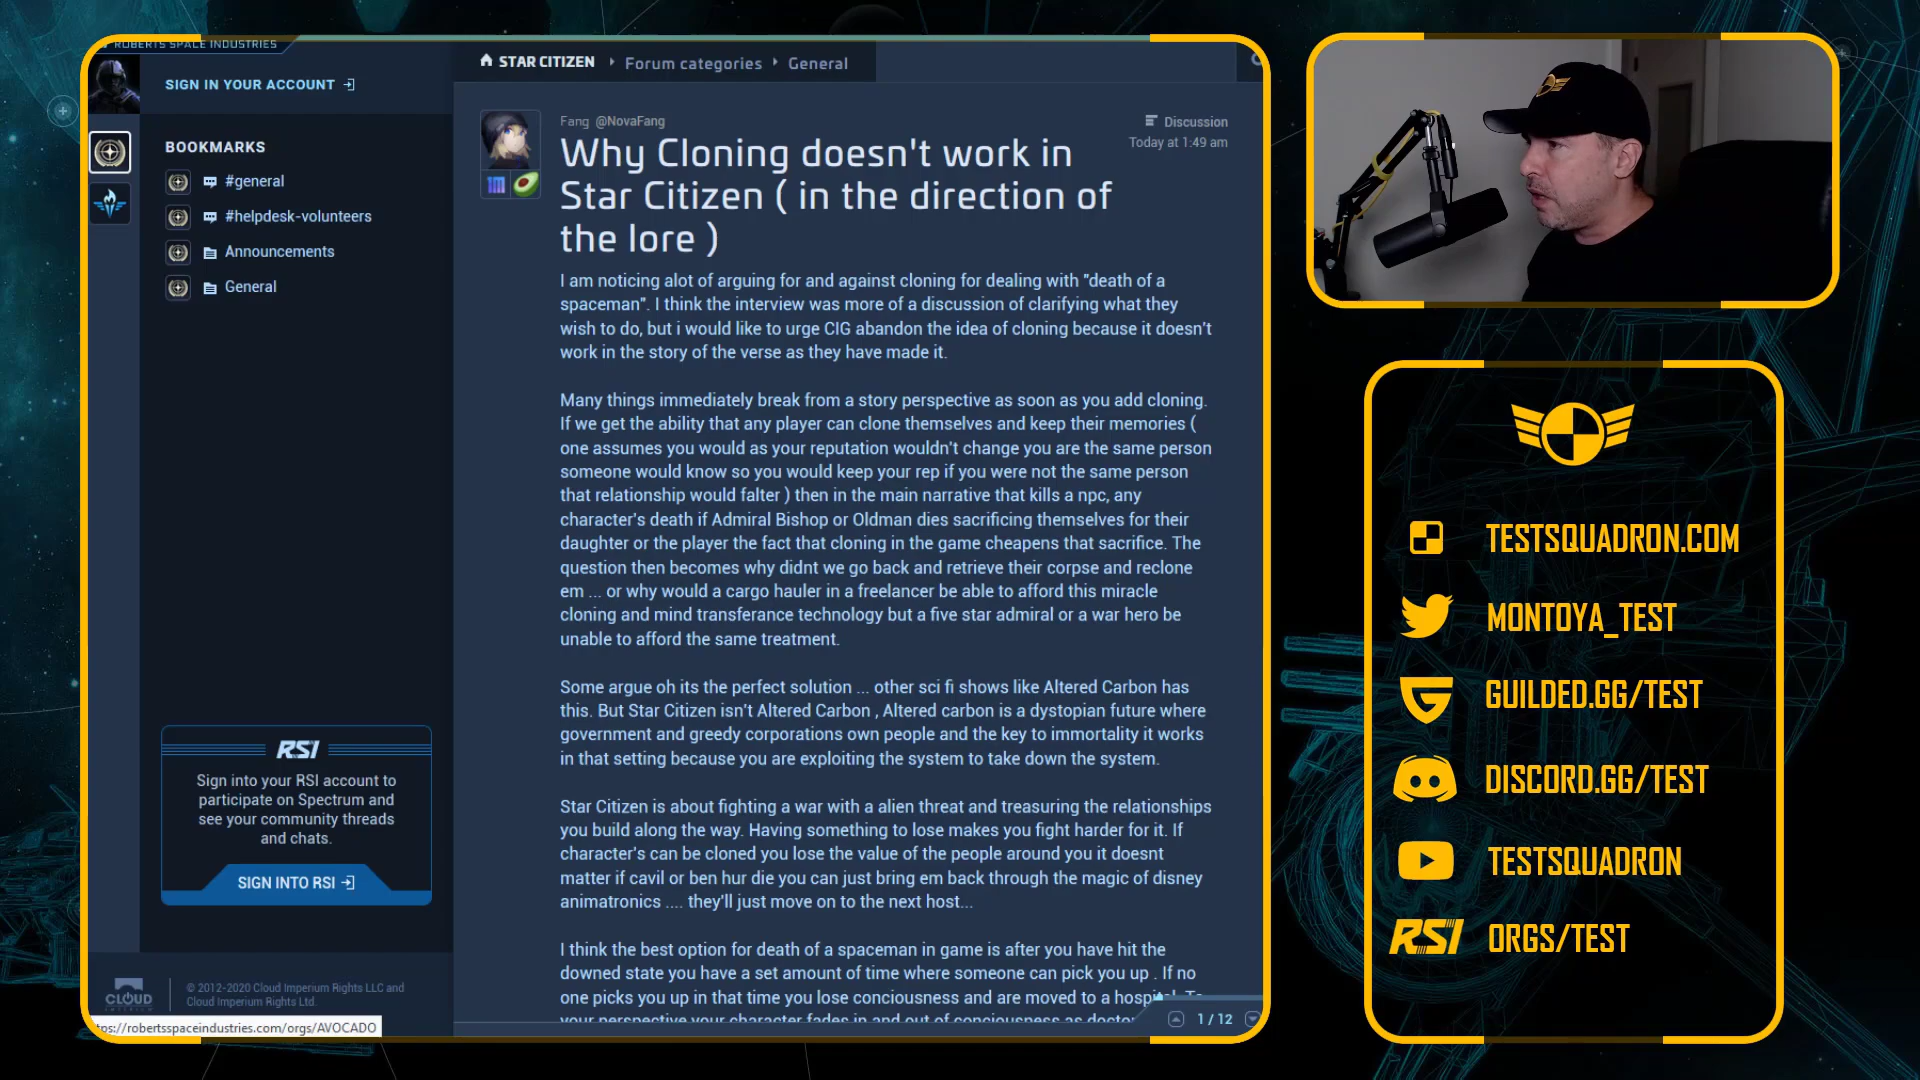 ROBERTS SPACE INDUSTRIES
SIGN IN YOUR ACCOUNT
BOOKMARKS
#general
#helpdesk-volunteers
Announcements
General
RSI
Sign into your RSI account to
participate on Spectrum and
see your community threads
and chats.
SIGN INTO RSI
CLOUD
IMPERIUM
© 2012-2020 Cloud Imperium Rights LLC and
Cloud Imperium Rights Ltd.
tps://robertsspaceindustries.com/orgs/AVOCADO
STAR CITIZEN
Forum categories
General
Fang @NovaFang
Discussion
Today at 1:49 am
Why Cloning doesn't work in
Star Citizen ( in the direction of
the lore )
I am noticing alot of arguing for and against cloning for dealing with "death of a
spaceman". I think the interview was more of a discussion of clarifying what they
wish to do, but i would like to urge CIG abandon the idea of cloning because it doesn't
work in the story of the verse as they have made it.
Many things immediately break from a story perspective as soon as you add cloning.
If we get the ability that any player can clone themselves and keep their memories (
one assumes you would as your reputation wouldn't change you are the same person
someone would know so you would keep your rep if you were not the same person
that relationship would falter ) then in the main narrative that kills a npc, any
character's death if Admiral Bishop or Oldman dies sacrificing themselves for their
daughter or the player the fact that cloning in the game cheapens that sacrifice. The
question then becomes why didnt we go back and retrieve their corpse and reclone
em ... or why would a cargo hauler in a freelancer be able to afford this miracle
cloning and mind transferance technology but a five star admiral or a war hero be
unable to afford the same treatment.
Some argue oh its the perfect solution ... other sci fi shows like Altered Carbon has
this. But Star Citizen isn't Altered Carbon , Altered carbon is a dystopian future where
government and greedy corporations own people and the key to immortality it works
in that setting because you are exploiting the system to take down the system.
Star Citizen is about fighting a war with a alien threat and treasuring the relationships
you build along the way. Having something to lose makes you fight harder for it. If
character's can be cloned you lose the value of the people around you it doesnt
matter if cavil or ben hur die you can just bring em back through the magic of disney
animatronics .... they'll just move on to the next host...
I think the best option for death of a spaceman in game is after you have hit the
downed state you have a set amount of time where someone can pick you up . If no
one picks you up in that time you lose conciousness and are moved to a hospital. To
your perspective your character fades in and out of conciousness as doctor
1 / 12
TESTSQUADRON.COM
MONTOYA_TEST
GUILDED.GG/TEST
DISCORD.GG/TEST
TESTSQUADRON
RSI ORGS/TEST